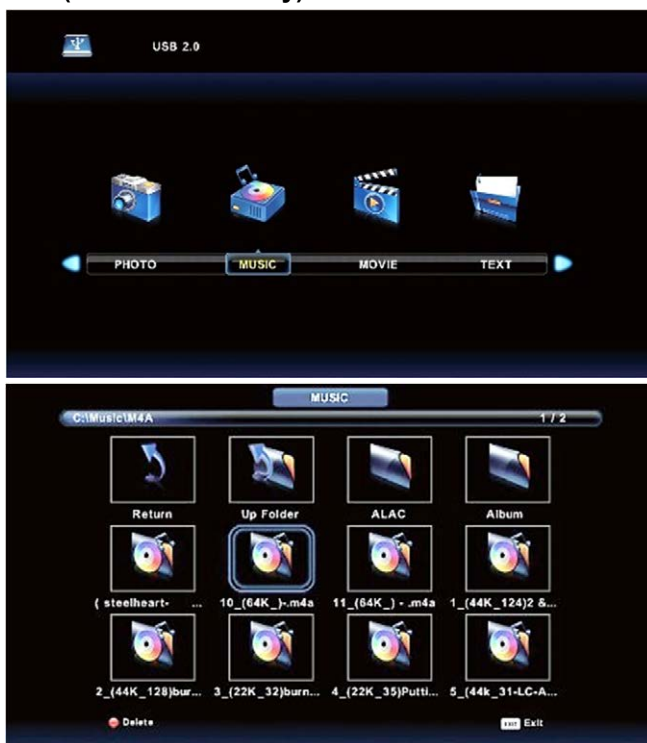 USB 2.0
PHOTO MUSIC MOVIE TEXT
MUSIC
C:\Music\M4A 1 / 2
Return Up Folder ALAC Album
( steelheart- ... 10_(64K_)-.m4a 11_(64K_) - .m4a 1_(44K_124)2 &...
2_(44K_128)bur... 3_(22K_32)burn... 4_(22K_35)Putti... 5_(44k_31-LC-A...
Delete EXIT Exit